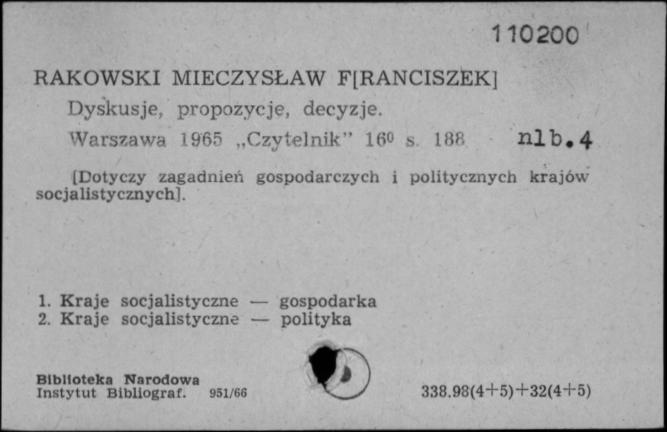 110200
RAKOWSKI MIECZYSŁAW F[RANCISZEK]
Dyskusje, propozycje, decyzje.
Warszawa 1965 „Czytelnik” 16⁰ s. 188 nlb.4
[Dotyczy zagadnień gospodarczych i politycznych krajów
socjalistycznych].
1. Kraje socjalistyczne — gospodarka
2. Kraje socjalistyczne — polityka
Biblioteka Narodowa
Instytut Bibliograf. 951/66
338.98(4+5)+32(4+5)